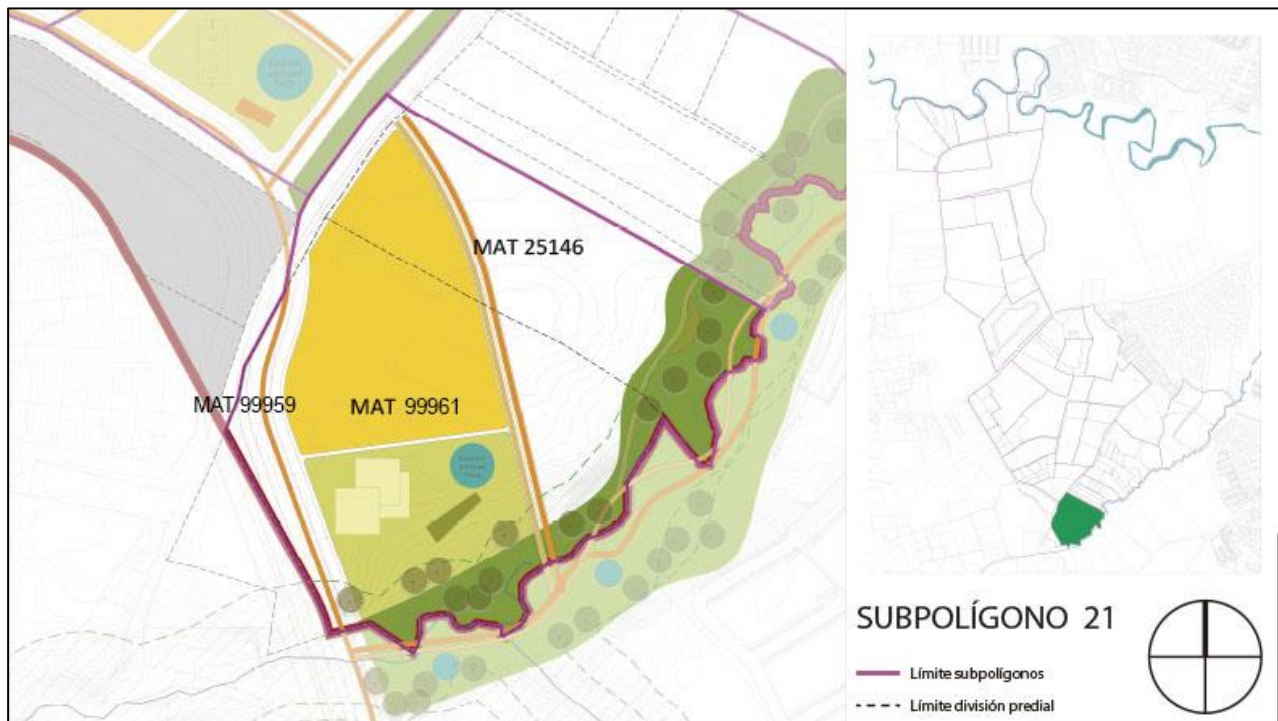 MAT 25146
MAT 99959
MAT 99961
SUBPOLÍGONO 21
Límite subpolígonos
Límite división predial